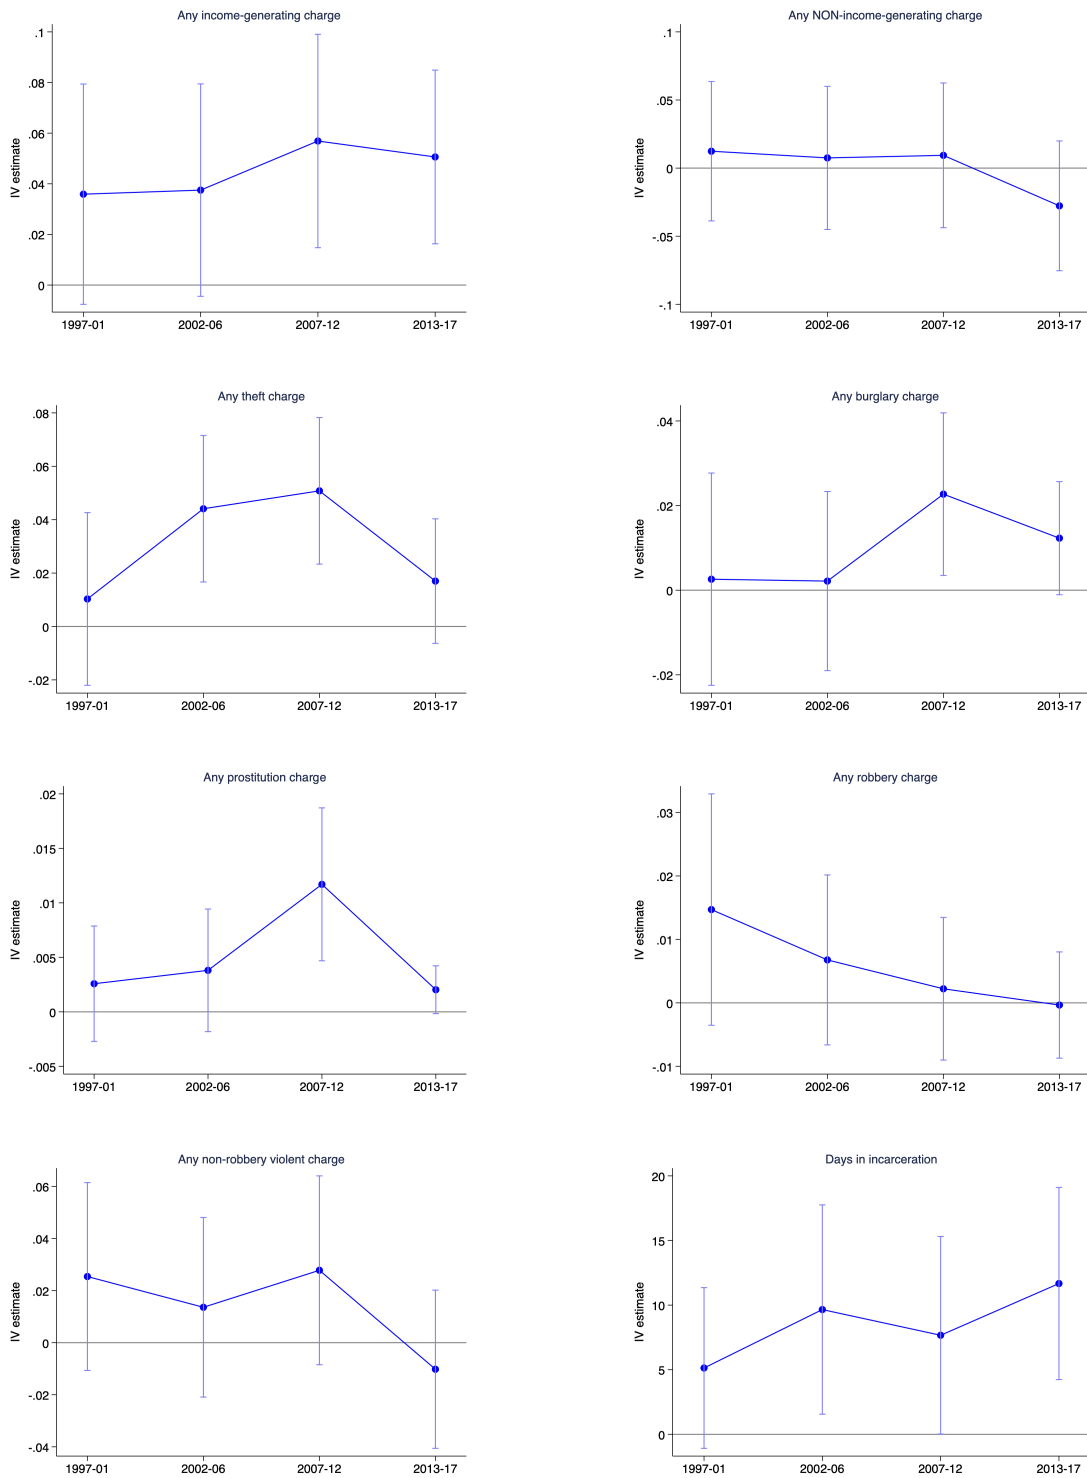 Any income-generating charge
IV estimate
.1
.08
.06
.04
.02
0
1997-01 2002-06 2007-12 2013-17
Any NON-income-generating charge
IV estimate
.1
.05
0
-.05
-.1
1997-01 2002-06 2007-12 2013-17
Any theft charge
IV estimate
.08
.06
.04
.02
0
-.02
1997-01 2002-06 2007-12 2013-17
Any burglary charge
IV estimate
.04
.02
0
-.02
1997-01 2002-06 2007-12 2013-17
Any prostitution charge
IV estimate
.02
.015
.01
.005
0
-.005
1997-01 2002-06 2007-12 2013-17
Any robbery charge
IV estimate
.03
.02
.01
0
-.01
1997-01 2002-06 2007-12 2013-17
Any non-robbery violent charge
IV estimate
.06
.04
.02
0
-.02
-.04
1997-01 2002-06 2007-12 2013-17
Days in incarceration
IV estimate
20
15
10
5
0
1997-01 2002-06 2007-12 2013-17